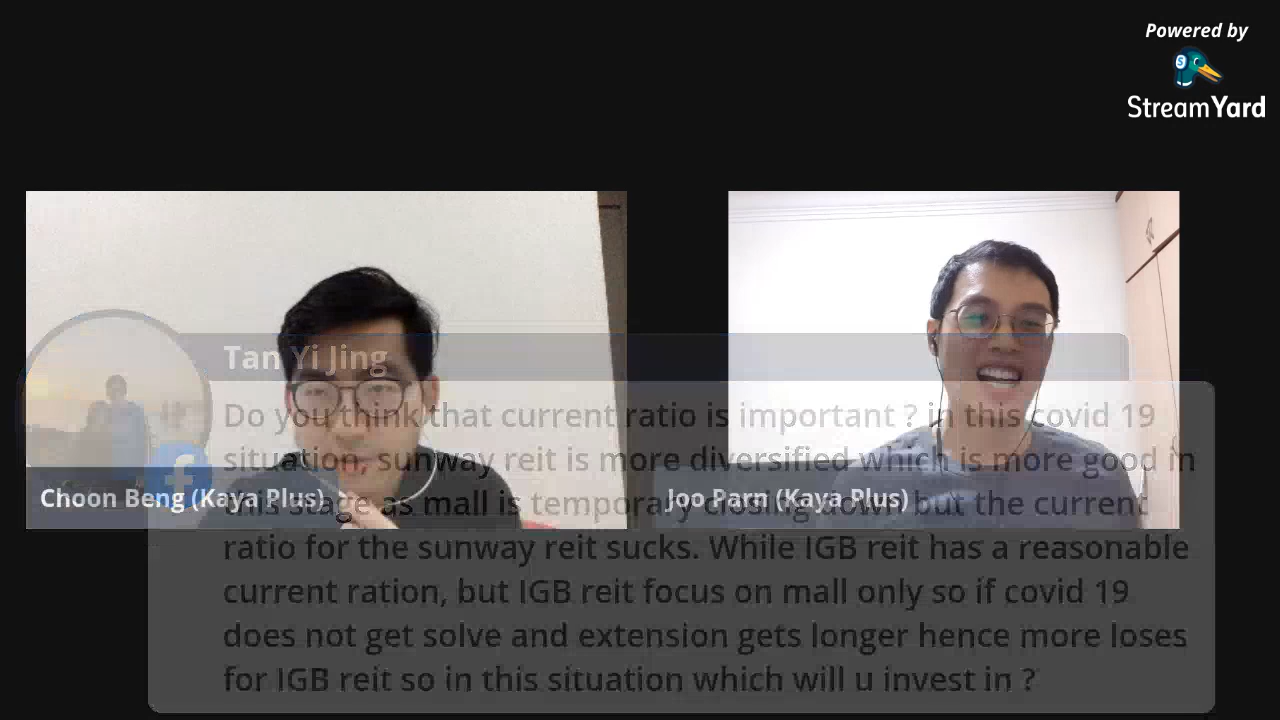 Powered by
StreamYard
Tan Yi Jing
Do you think that current ratio is important ? in this covid 19
situation, sunway reit is more diversified which is more good in
this stage as mall is temporary closing down, but the current
ratio for the sunway reit sucks. While IGB reit has a reasonable
current ration, but IGB reit focus on mall only so if covid 19
does not get solve and extension gets longer hence more loses
for IGB reit so in this situation which will u invest in ?
Choon Beng (Kaya Plus)
Joo Parn (Kaya Plus)